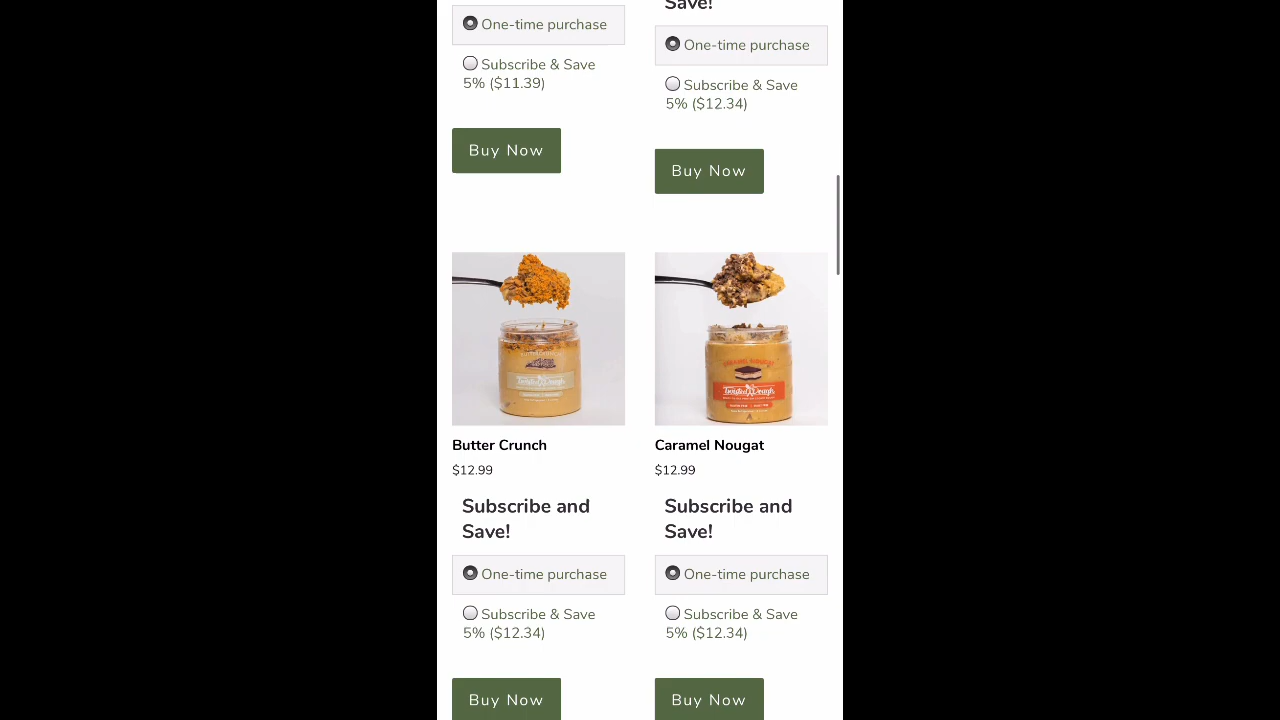 Save!
One-time purchase
Subscribe & Save
5% ($11.39)
One-time purchase
Subscribe & Save
5% ($12.34)
Buy Now
Buy Now
Butter Crunch
$12.99
Subscribe and
Save!
One-time purchase
Subscribe & Save
5% ($12.34)
Buy Now
Caramel Nougat
$12.99
Subscribe and
Save!
One-time purchase
Subscribe & Save
5% ($12.34)
Buy Now